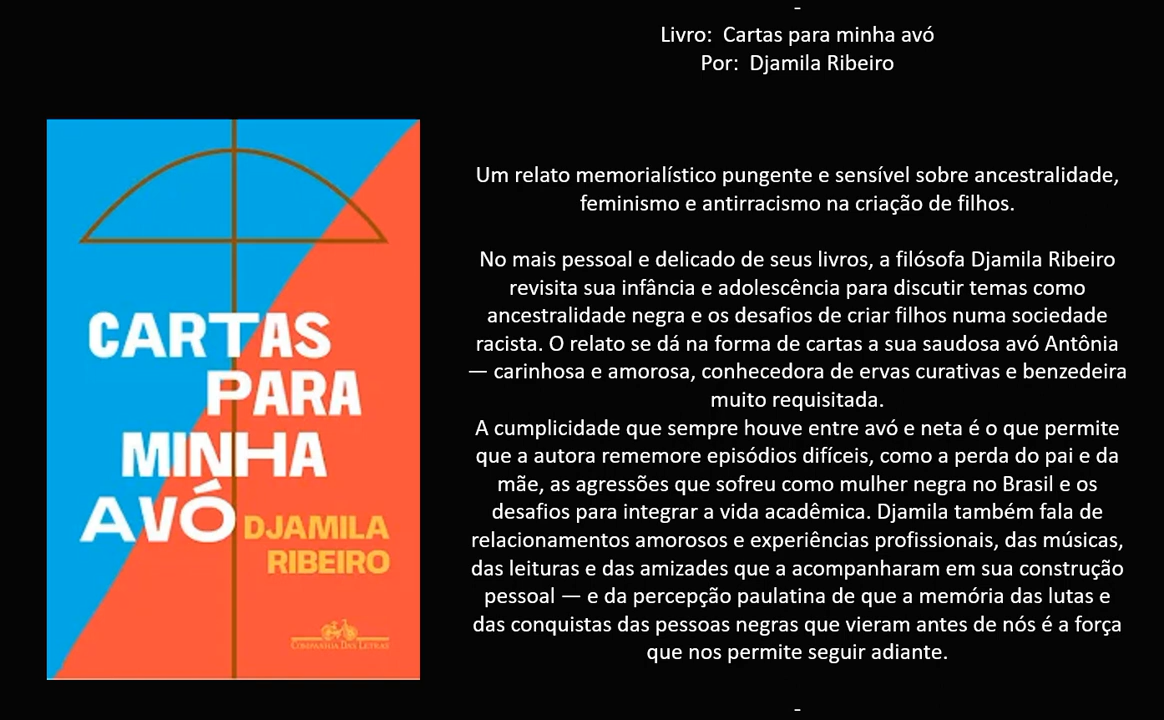 -
Livro:  Cartas para minha avó
Por:  Djamila Ribeiro
CARTAS
PARA
MINHA
AVÓ
DJAMILA
RIBEIRO
COMPANHIA DAS LETRAS
Um relato memorialístico pungente e sensível sobre ancestralidade,
feminismo e antirracismo na criação de filhos.
No mais pessoal e delicado de seus livros, a filósofa Djamila Ribeiro
revisita sua infância e adolescência para discutir temas como
ancestralidade negra e os desafios de criar filhos numa sociedade
racista. O relato se dá na forma de cartas a sua saudosa avó Antônia
— carinhosa e amorosa, conhecedora de ervas curativas e benzedeira
muito requisitada.
A cumplicidade que sempre houve entre avó e neta é o que permite
que a autora rememore episódios difíceis, como a perda do pai e da
mãe, as agressões que sofreu como mulher negra no Brasil e os
desafios para integrar a vida acadêmica. Djamila também fala de
relacionamentos amorosos e experiências profissionais, das músicas,
das leituras e das amizades que a acompanharam em sua construção
pessoal — e da percepção paulatina de que a memória das lutas e
das conquistas das pessoas negras que vieram antes de nós é a força
que nos permite seguir adiante.
-